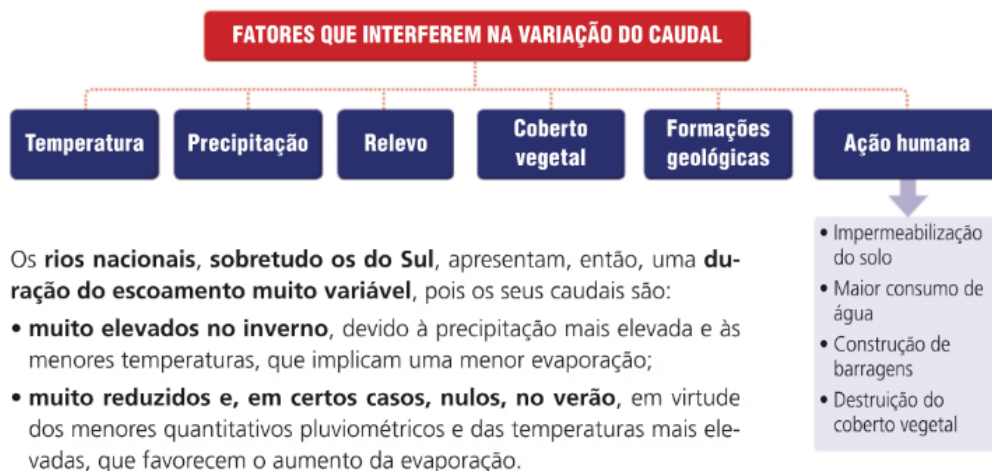 FATORES QUE INTERFEREM NA VARIAÇÃO DO CAUDAL
Temperatura
Precipitação
Relevo
Coberto
vegetal
Formações
geológicas
Ação humana
• Impermeabilização
do solo
• Maior consumo de
água
• Construção de
barragens
• Destruição do
coberto vegetal
Os rios nacionais, sobretudo os do Sul, apresentam, então, uma du-
ração do escoamento muito variável, pois os seus caudais são:
• muito elevados no inverno, devido à precipitação mais elevada e às
menores temperaturas, que implicam uma menor evaporação;
• muito reduzidos e, em certos casos, nulos, no verão, em virtude
dos menores quantitativos pluviométricos e das temperaturas mais ele-
vadas, que favorecem o aumento da evaporação.